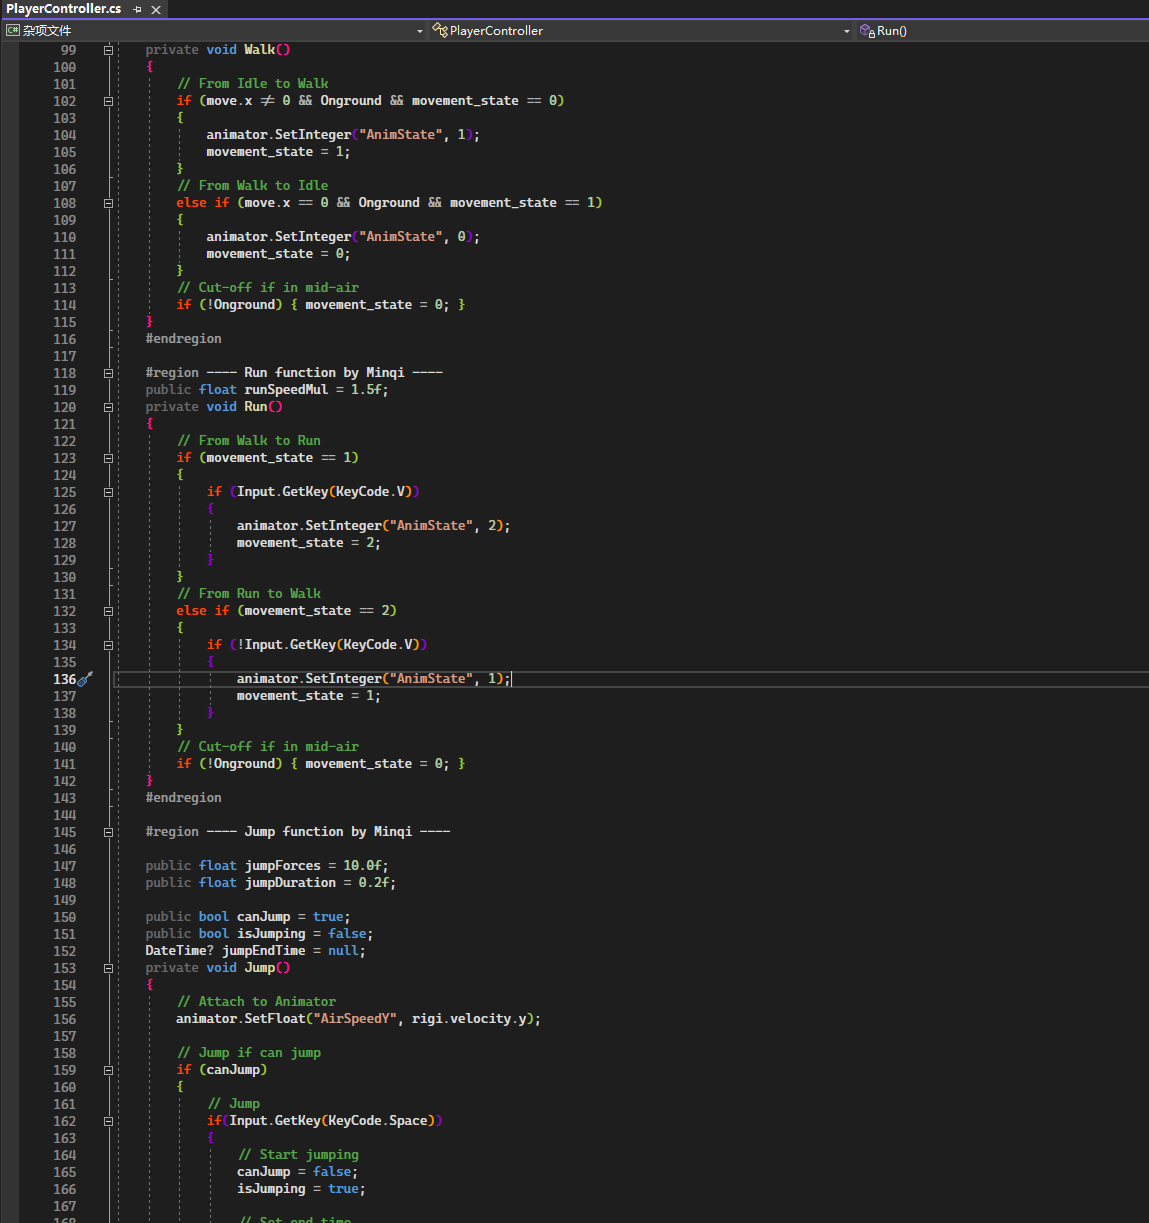 PlayerController.cs
杂项文件 PlayerController Run()
99 private void Walk()
100 {
101 // From Idle to Walk
102 if (move.x != 0 && Onground && movement_state == 0)
103 {
104 animator.SetInteger("AnimState", 1);
105 movement_state = 1;
106 }
107 // From Walk to Idle
108 else if (move.x == 0 && Onground && movement_state == 1)
109 {
110 animator.SetInteger("AnimState", 0);
111 movement_state = 0;
112 }
113 // Cut-off if in mid-air
114 if (!Onground) { movement_state = 0; }
115 }
116 #endregion
117
118 #region ---- Run function by Minqi ----
119 public float runSpeedMul = 1.5f;
120 private void Run()
121 {
122 // From Walk to Run
123 if (movement_state == 1)
124 {
125 if (Input.GetKey(KeyCode.V))
126 {
127 animator.SetInteger("AnimState", 2);
128 movement_state = 2;
129 }
130 }
131 // From Run to Walk
132 else if (movement_state == 2)
133 {
134 if (!Input.GetKey(KeyCode.V))
135 {
136 animator.SetInteger("AnimState", 1);
137 movement_state = 1;
138 }
139 }
140 // Cut-off if in mid-air
141 if (!Onground) { movement_state = 0; }
142 }
143 #endregion
144
145 #region ---- Jump function by Minqi ----
146
147 public float jumpForces = 10.0f;
148 public float jumpDuration = 0.2f;
149
150 public bool canJump = true;
151 public bool isJumping = false;
152 DateTime? jumpEndTime = null;
153 private void Jump()
154 {
155 // Attach to Animator
156 animator.SetFloat("AirSpeedY", rigi.velocity.y);
157
158 // Jump if can jump
159 if (canJump)
160 {
161 // Jump
162 if(Input.GetKey(KeyCode.Space))
163 {
164 // Start jumping
165 canJump = false;
166 isJumping = true;
167
168 // Set end time